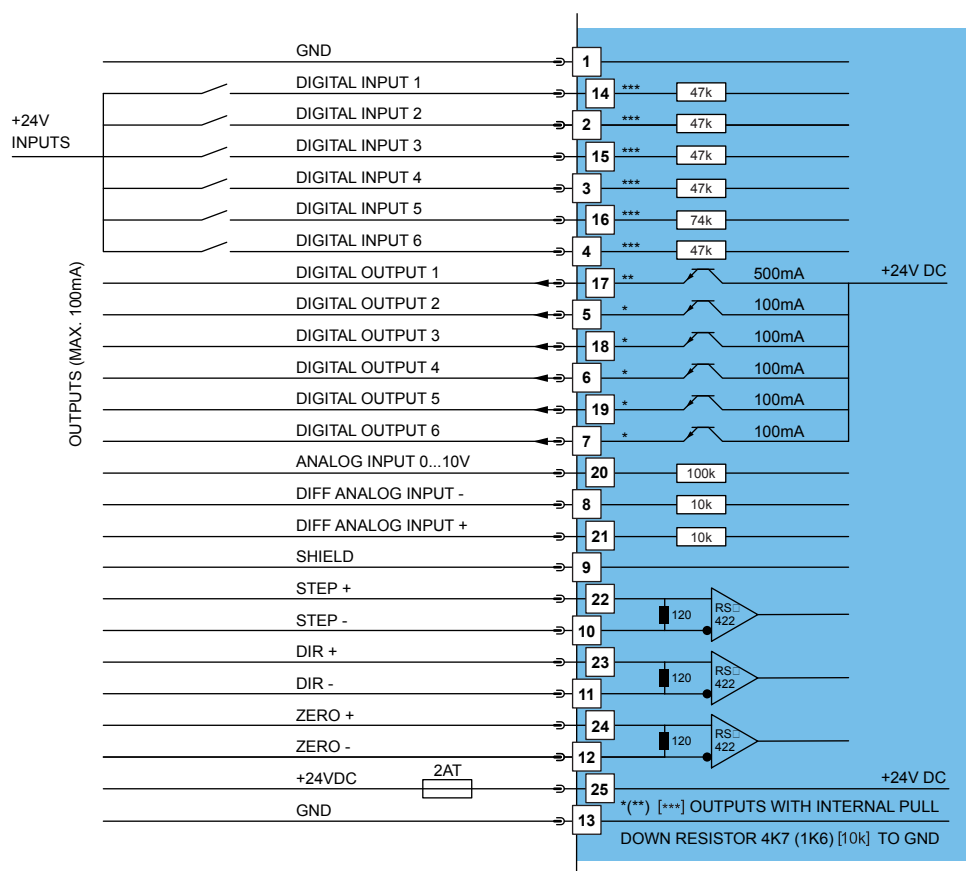 GND 1
DIGITAL INPUT 1 14 *** 47k
+24V
INPUTS
DIGITAL INPUT 2 2 *** 47k
DIGITAL INPUT 3 15 *** 47k
DIGITAL INPUT 4 3 *** 47k
DIGITAL INPUT 5 16 *** 74k
DIGITAL INPUT 6 4 *** 47k
OUTPUTS (MAX. 100mA)
DIGITAL OUTPUT 1 17 ** 500mA +24V DC
DIGITAL OUTPUT 2 5 * 100mA
DIGITAL OUTPUT 3 18 * 100mA
DIGITAL OUTPUT 4 6 * 100mA
DIGITAL OUTPUT 5 19 * 100mA
DIGITAL OUTPUT 6 7 * 100mA
ANALOG INPUT 0...10V 20 100k
DIFF ANALOG INPUT - 8 10k
DIFF ANALOG INPUT + 21 10k
SHIELD 9
STEP + 22
120 RS□
422
STEP - 10
DIR + 23
120 RS□
422
DIR - 11
ZERO + 24
120 RS□
422
ZERO - 12
+24VDC 2AT 25 +24V DC
GND 13
*(**) [***] OUTPUTS WITH INTERNAL PULL
DOWN RESISTOR 4K7 (1K6) [10k] TO GND